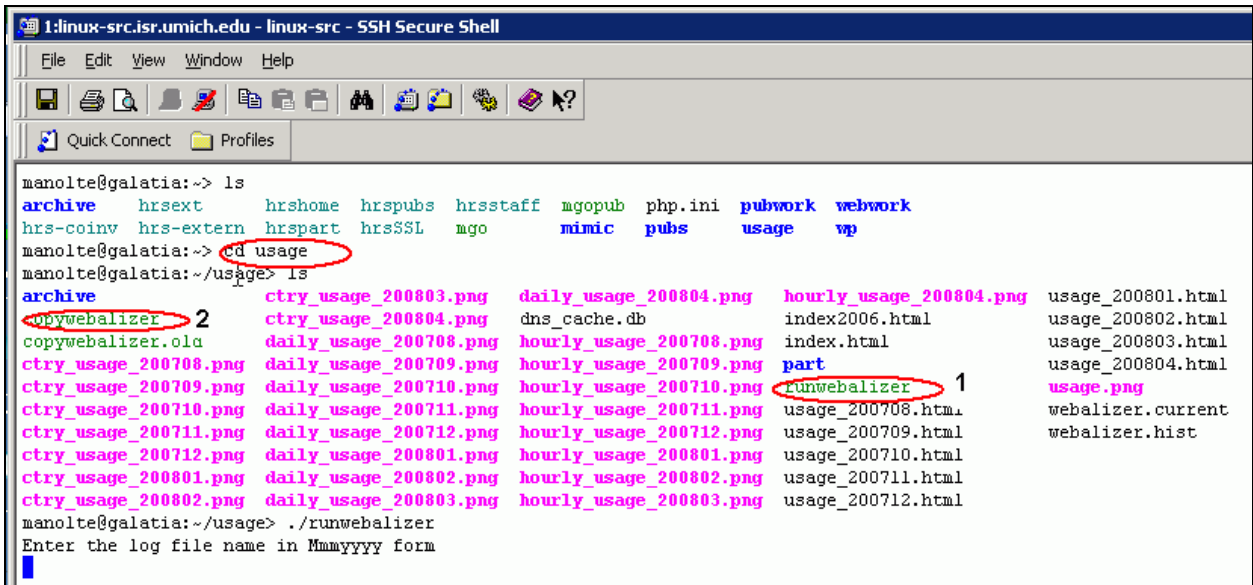 1:linux-src.isr.umich.edu - linux-src - SSH Secure Shell
File Edit View Window Help
Quick Connect Profiles
manolte@galatia:~> ls
archive hrsext hrshome hrspubs hrsstaff mgopub php.ini pubwork webwork
hrs-coinv hrs-extern hrspart hrsSSL mgo mimic pubs usage wp
manolte@galatia:~> cd usage
manolte@galatia:~/usage> ls
archive ctry_usage_200803.png daily_usage_200804.png hourly_usage_200804.png usage_200801.html
copywebalizer 2 ctry_usage_200804.png dns_cache.db index2006.html usage_200802.html
copywebalizer.old daily_usage_200708.png hourly_usage_200708.png index.html usage_200803.html
ctry_usage_200708.png daily_usage_200709.png hourly_usage_200709.png part usage_200804.html
ctry_usage_200709.png daily_usage_200710.png hourly_usage_200710.png runwebalizer 1 usage.png
ctry_usage_200710.png daily_usage_200711.png hourly_usage_200711.png usage_200708.html webalizer.current
ctry_usage_200711.png daily_usage_200712.png hourly_usage_200712.png usage_200709.html webalizer.hist
ctry_usage_200712.png daily_usage_200801.png hourly_usage_200801.png usage_200710.html
ctry_usage_200801.png daily_usage_200802.png hourly_usage_200802.png usage_200711.html
ctry_usage_200802.png daily_usage_200803.png hourly_usage_200803.png usage_200712.html
manolte@galatia:~/usage> ./runwebalizer
Enter the log file name in Mmmyyyy form